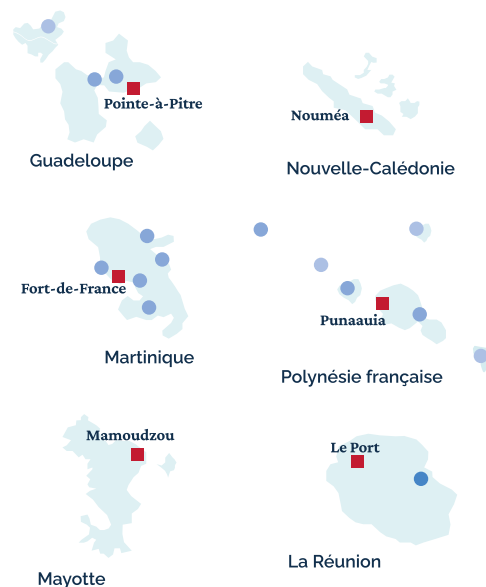 Pointe-à-Pitre
Guadeloupe
Nouméa
Nouvelle-Calédonie
Fort-de-France
Martinique
Punaauia
Polynésie française
Mamoudzou
Mayotte
Le Port
La Réunion